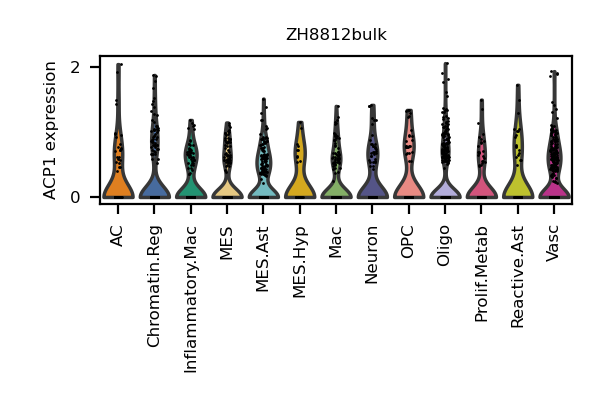 ZH8812bulk
ACP1 expression
2
0
AC
Chromatin.Reg
Inflammatory.Mac
MES
MES.Ast
MES.Hyp
Mac
Neuron
OPC
Oligo
Prolif.Metab
Reactive.Ast
Vasc